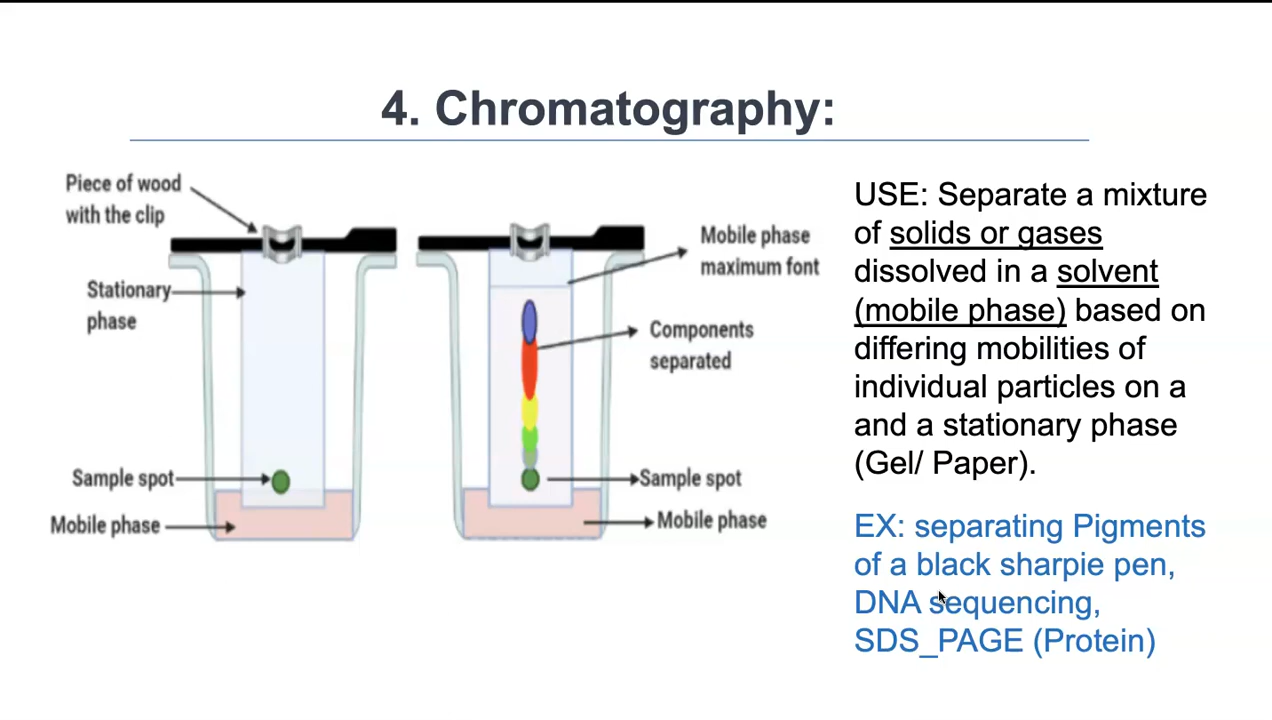 4. Chromatography:
Piece of wood
with the clip
Stationary
phase
Sample spot
Mobile phase
Mobile phase
maximum font
Components
separated
Sample spot
Mobile phase
USE: Separate a mixture
of solids or gases
dissolved in a solvent
(mobile phase) based on
differing mobilities of
individual particles on a
and a stationary phase
(Gel/ Paper).
EX: separating Pigments
of a black sharpie pen,
DNA sequencing,
SDS_PAGE (Protein)